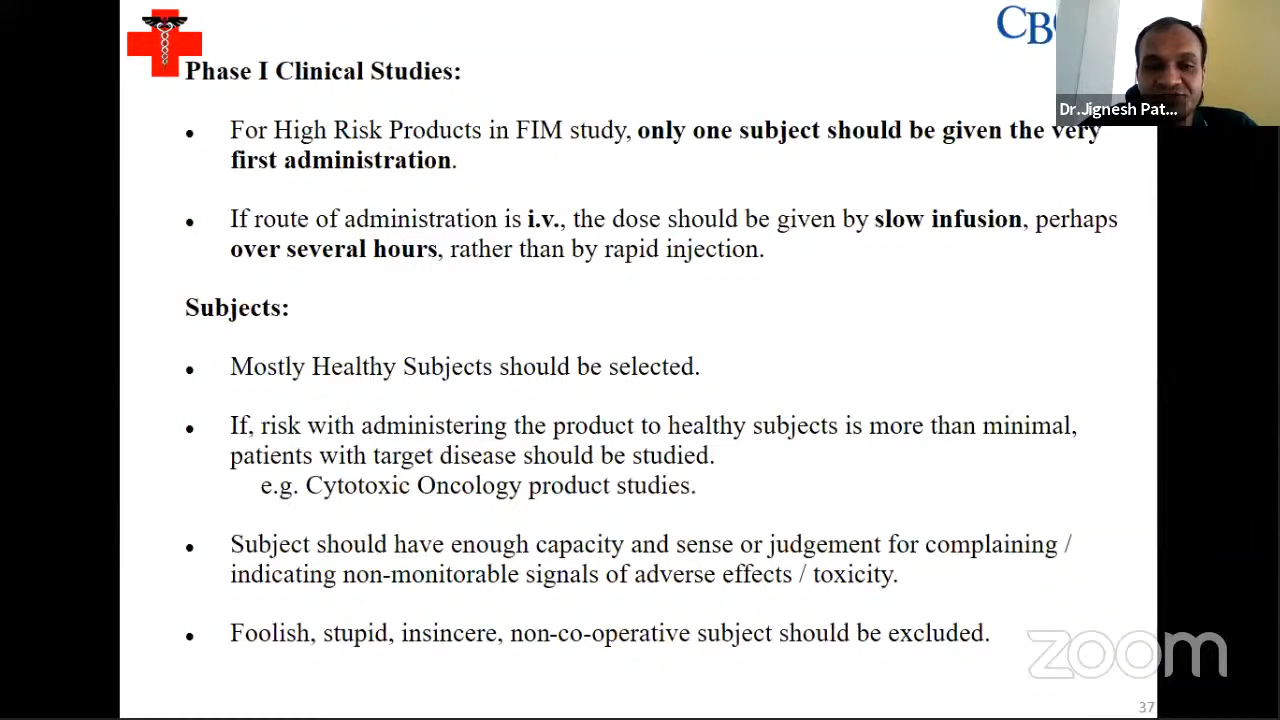 CB
Dr.Jignesh Pat...
Phase I Clinical Studies:
• For High Risk Products in FIM study, only one subject should be given the very
first administration.
• If route of administration is i.v., the dose should be given by slow infusion, perhaps
over several hours, rather than by rapid injection.
Subjects:
• Mostly Healthy Subjects should be selected.
• If, risk with administering the product to healthy subjects is more than minimal,
patients with target disease should be studied.
e.g. Cytotoxic Oncology product studies.
• Subject should have enough capacity and sense or judgement for complaining /
indicating non-monitorable signals of adverse effects / toxicity.
• Foolish, stupid, insincere, non-co-operative subject should be excluded.
zoom
37